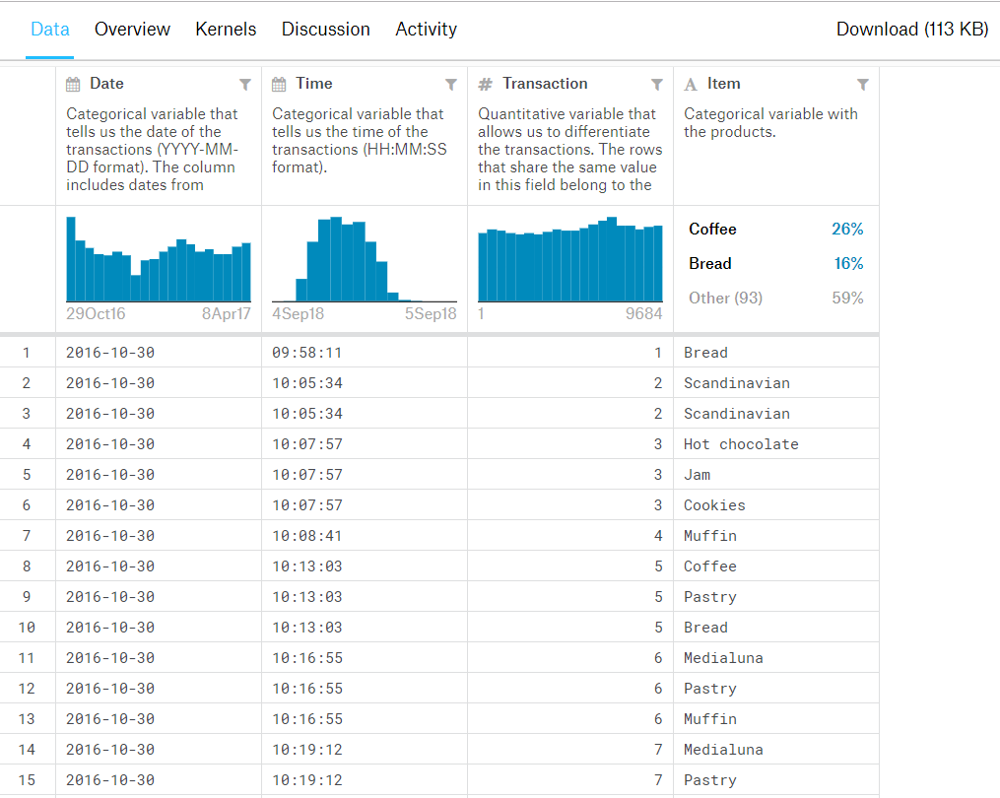 Data Overview Kernels Discussion Activity Download (113 KB)
Date Time # Transaction A Item
Categorical variable that
tells us the date of the
transactions (YYYY-MM-
DD format). The column
includes dates from
Categorical variable that
tells us the time of the
transactions (HH:MM:SS
format).
Quantitative variable that
allows us to differentiate
the transactions. The rows
that share the same value
in this field belong to the
Categorical variable with
the products.
29Oct16 8Apr17
4Sep18 5Sep18
1 9684
Coffee 26%
Bread 16%
Other (93) 59%
1 2016-10-30 09:58:11 1 Bread
2 2016-10-30 10:05:34 2 Scandinavian
3 2016-10-30 10:05:34 2 Scandinavian
4 2016-10-30 10:07:57 3 Hot chocolate
5 2016-10-30 10:07:57 3 Jam
6 2016-10-30 10:07:57 3 Cookies
7 2016-10-30 10:08:41 4 Muffin
8 2016-10-30 10:13:03 5 Coffee
9 2016-10-30 10:13:03 5 Pastry
10 2016-10-30 10:13:03 5 Bread
11 2016-10-30 10:16:55 6 Medialuna
12 2016-10-30 10:16:55 6 Pastry
13 2016-10-30 10:16:55 6 Muffin
14 2016-10-30 10:19:12 7 Medialuna
15 2016-10-30 10:19:12 7 Pastry